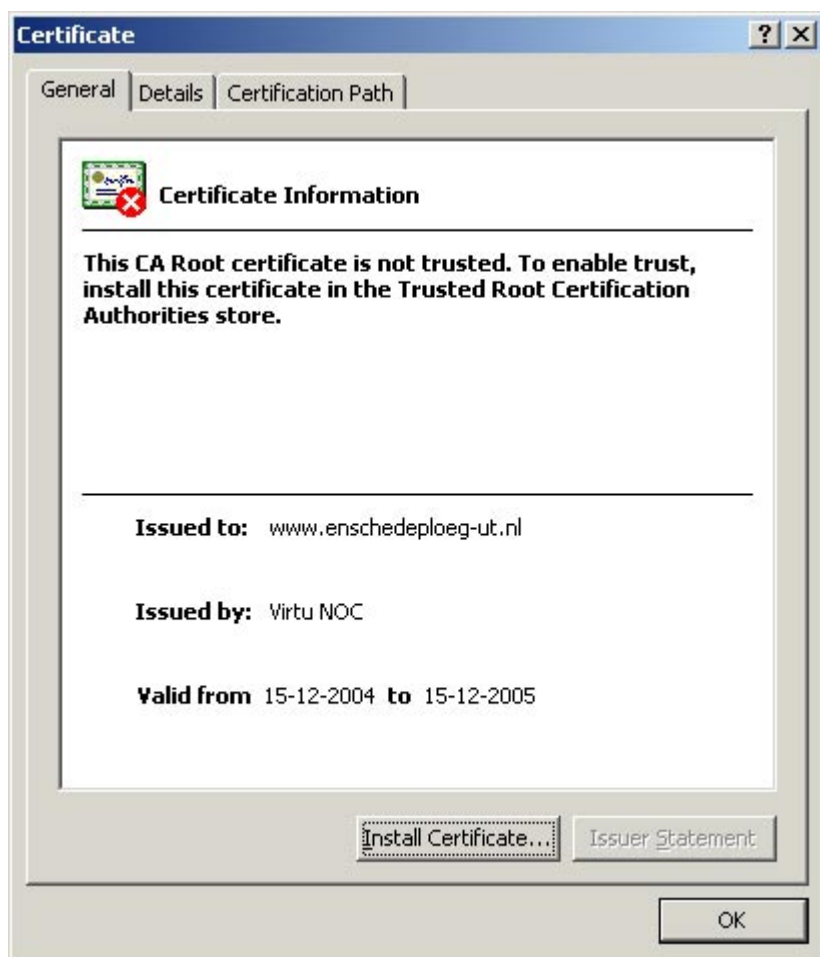 Certificate
General Details Certification Path
Certificate Information
This CA Root certificate is not trusted. To enable trust,
install this certificate in the Trusted Root Certification
Authorities store.
Issued to: www.enschedeploeg-ut.nl
Issued by: Virtu NOC
Valid from 15-12-2004 to 15-12-2005
Install Certificate... Issuer Statement
OK